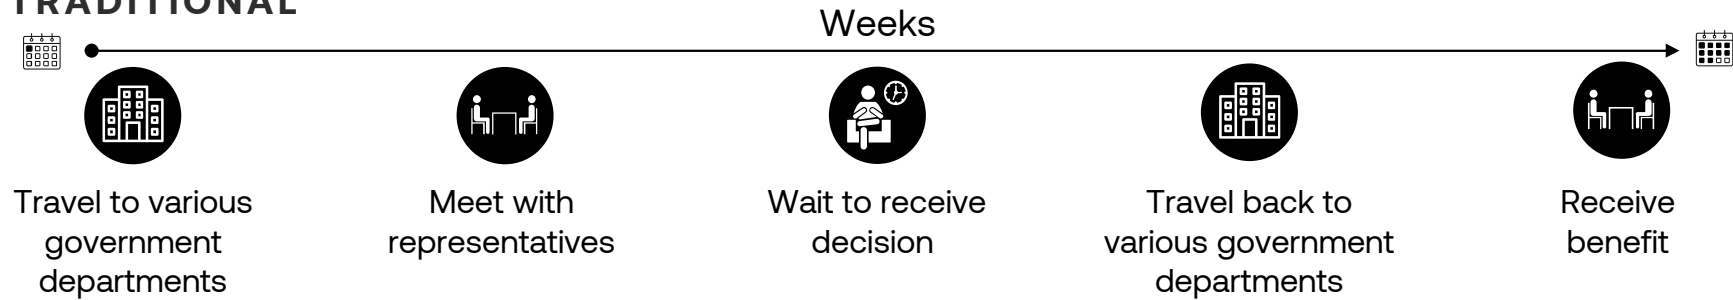 TRADITIONAL
Weeks
Travel to various
government
departments
Meet with
representatives
Wait to receive
decision
Travel back to
various government
departments
Receive
benefit